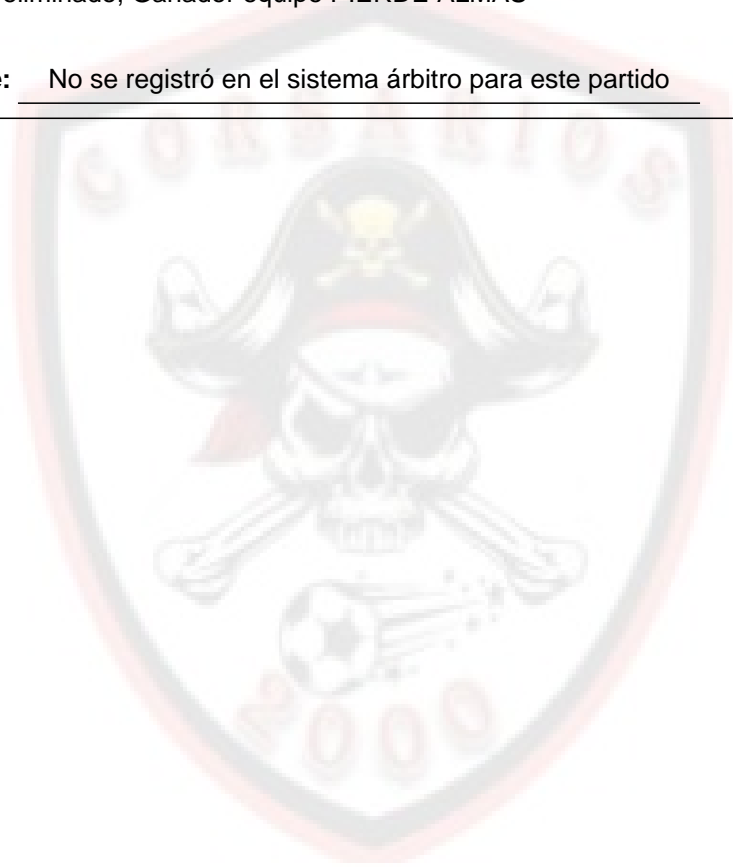 eliminado, Ganador equipo PIERDE ALMAS
: No se registró en el sistema árbitro para este partido
CORSARIOS
2000